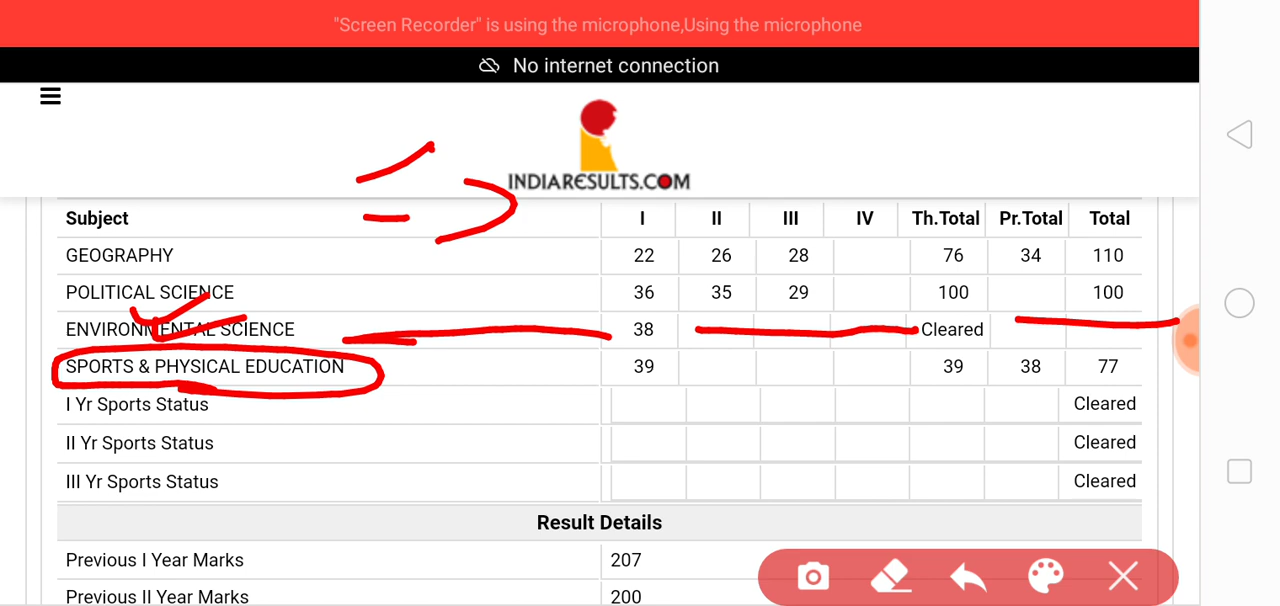 "Screen Recorder" is using the microphone,Using the microphone
No internet connection
INDIARESULTS.COM
Subject I II III IV Th.Total Pr.Total Total
GEOGRAPHY 22 26 28 76 34 110
POLITICAL SCIENCE 36 35 29 100 100
ENVIRONMENTAL SCIENCE 38 Cleared
SPORTS & PHYSICAL EDUCATION 39 39 38 77
I Yr Sports Status Cleared
II Yr Sports Status Cleared
III Yr Sports Status Cleared
Result Details
Previous I Year Marks 207
Previous II Year Marks 200